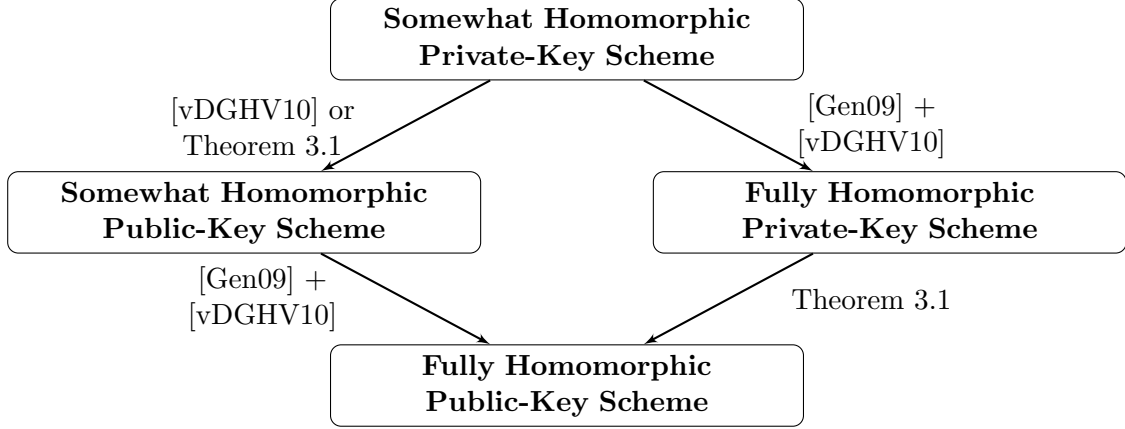 Somewhat Homomorphic
Private-Key Scheme
[vDGHV10] or
Theorem 3.1
[Gen09] +
[vDGHV10]
Somewhat Homomorphic
Public-Key Scheme
Fully Homomorphic
Private-Key Scheme
[Gen09] +
[vDGHV10]
Theorem 3.1
Fully Homomorphic
Public-Key Scheme